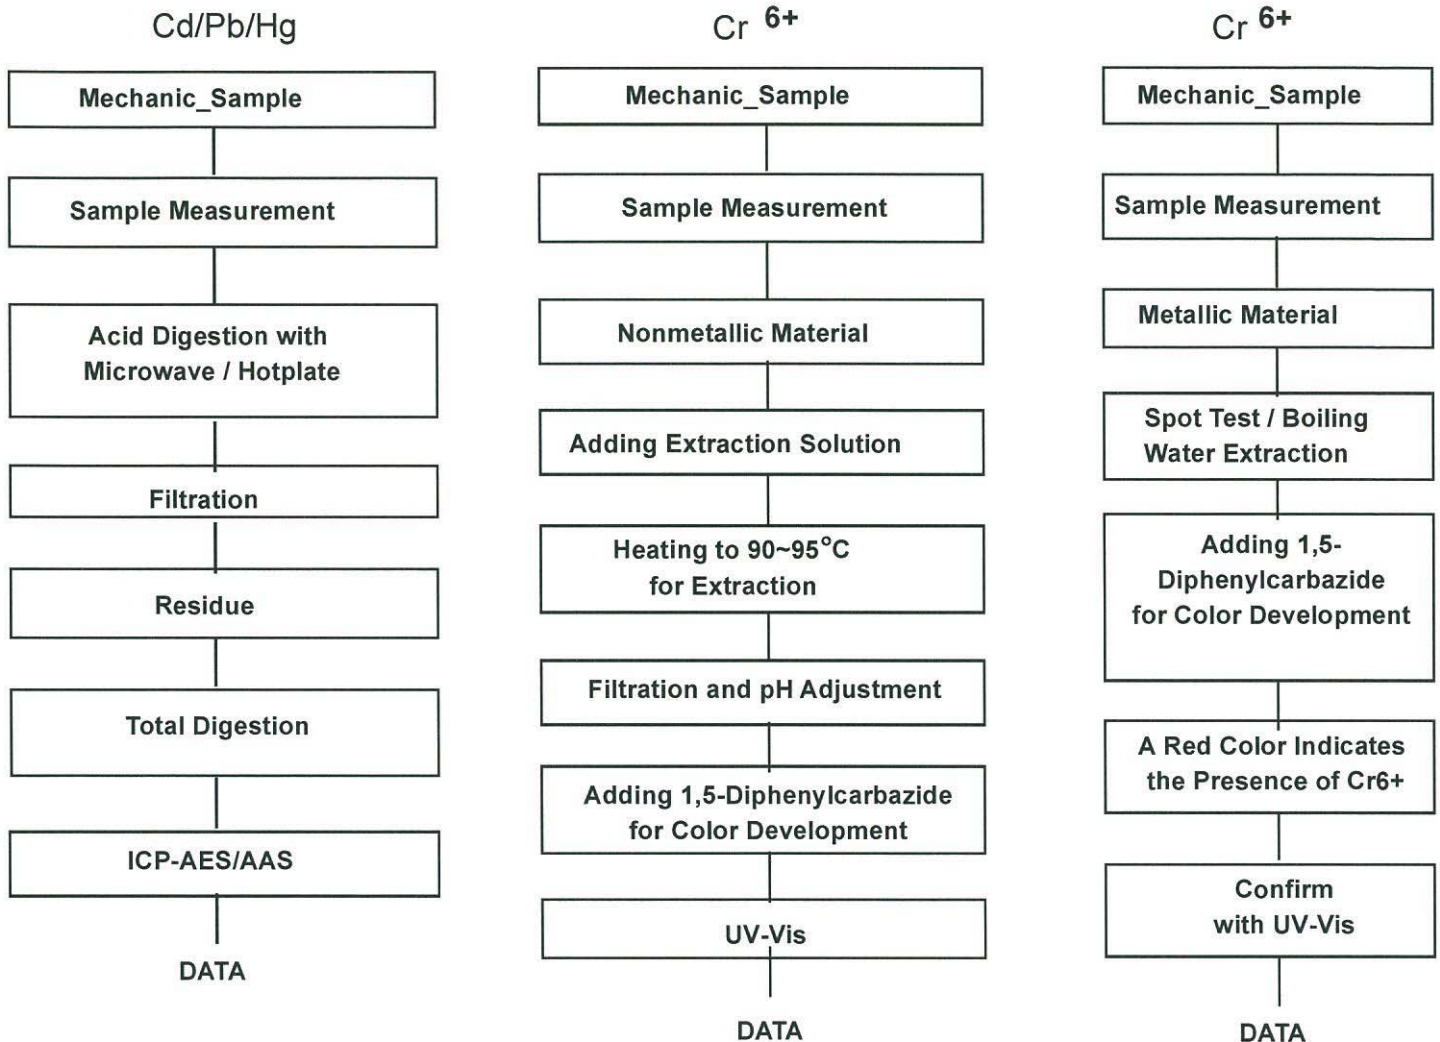 Cd/Pb/Hg
Mechanic_Sample
Sample Measurement
Acid Digestion with
Microwave / Hotplate
Filtration
Residue
Total Digestion
ICP-AES/AAS
DATA
Cr 6+
Mechanic_Sample
Sample Measurement
Nonmetallic Material
Adding Extraction Solution
Heating to 90~95°C
for Extraction
Filtration and pH Adjustment
Adding 1,5-Diphenylcarbazide
for Color Development
UV-Vis
DATA
Cr 6+
Mechanic_Sample
Sample Measurement
Metallic Material
Spot Test / Boiling
Water Extraction
Adding 1,5-
Diphenylcarbazide
for Color Development
A Red Color Indicates
the Presence of Cr6+
Confirm
with UV-Vis
DATA